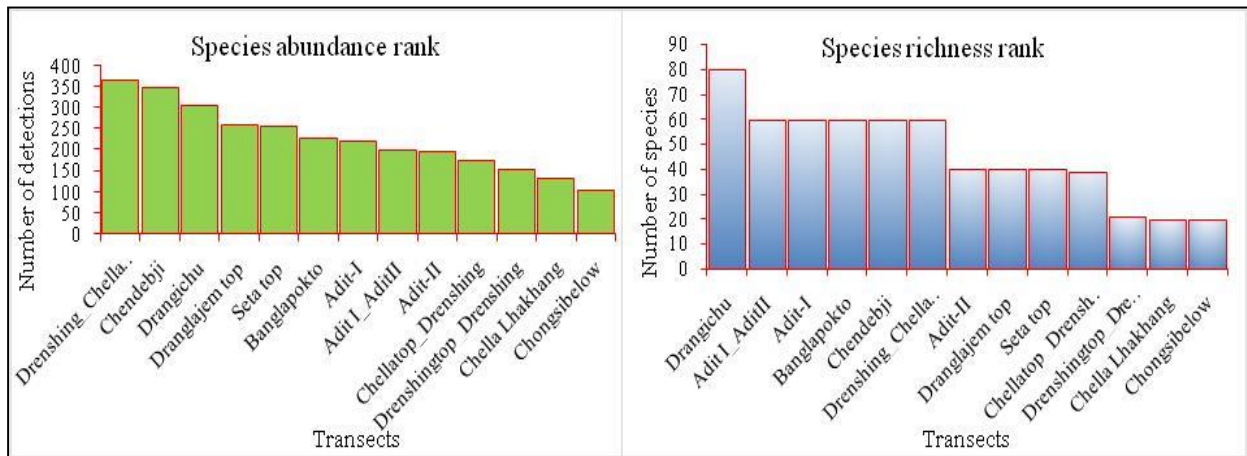 Species abundance rank
Number of detections
400
350
300
250
200
150
100
50
0
Drenshing_Chella..
Chendebji
Drangichu
Dranglajem top
Seta top
Banglapokto
Adit-I
Adit I_AditII
Adit-II
Chellatop_Drenshing
Drenshingtop_Drenshing
Chella Lhakhang
Chongsibelow
Transects
Species richness rank
Number of species
90
80
70
60
50
40
30
20
10
0
Drangichu
Adit I_AditII
Adit-I
Banglapokto
Chendebji
Drenshing_Chella..
Adit-II
Dranglajem top
Seta top
Chellatop_Drensh.
Drenshingtop_Dre..
Chella Lhakhang
Chongsibelow
Transects